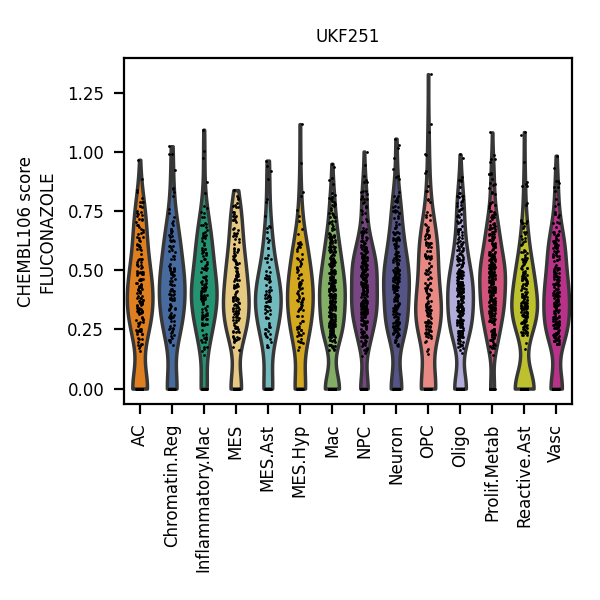 UKF251
CHEMBL106 score
FLUCONAZOLE
1.25
1.00
0.75
0.50
0.25
0.00
AC
Chromatin.Reg
Inflammatory.Mac
MES
MES.Ast
MES.Hyp
Mac
NPC
Neuron
OPC
Oligo
Prolif.Metab
Reactive.Ast
Vasc